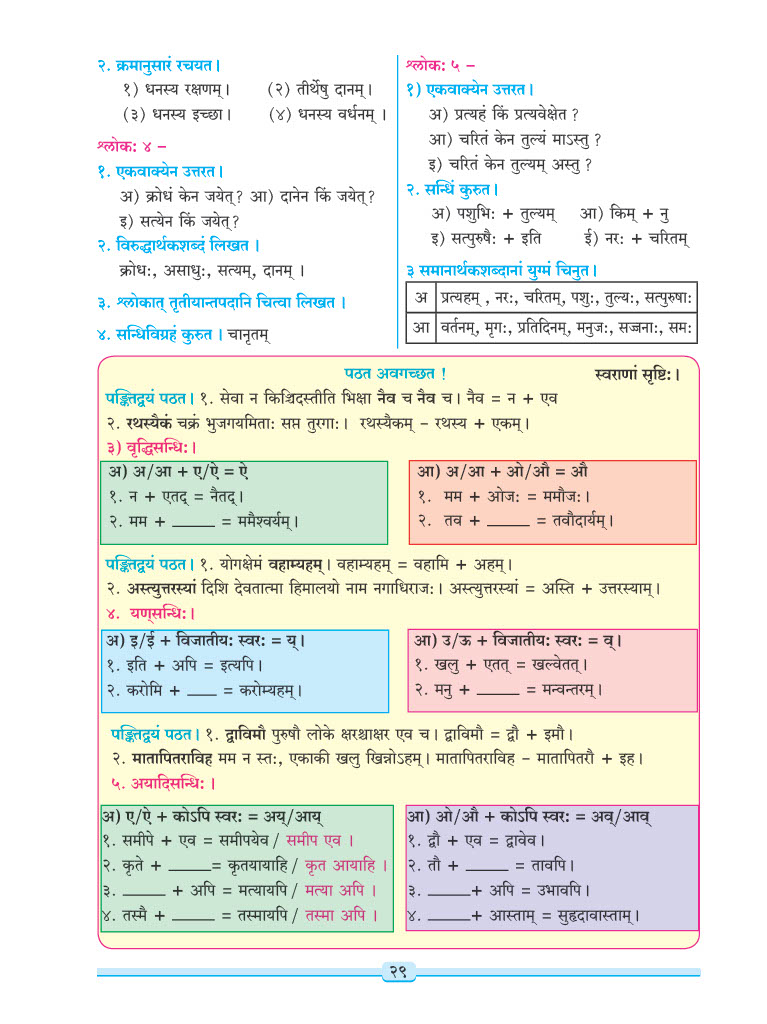 २. क्रमानुसारं रचयत।
१) धनस्य रक्षणम्। (२) तीर्थेषु दानम्।
(३) धनस्य इच्छा। (४) धनस्य वर्धनम् ।
श्लोकः ४ –
१. एकवाक्येन उत्तरत।
अ) क्रोधं केन जयेत्? आ) दानेन किं जयेत्?
इ) सत्येन किं जयेत्?
२. विरुद्धार्थकशब्दं लिखत ।
क्रोधः, असाधुः, सत्यम्, दानम् ।
३. श्लोकात् तृतीयान्तपदानि चित्वा लिखत ।
४. सन्धिविग्रहं कुरुत । चानृतम्
श्लोकः ५ –
१) एकवाक्येन उत्तरत।
अ) प्रत्यहं किं प्रत्यवेक्षेत ?
आ) चरितं केन तुल्यं माऽस्तु ?
इ) चरितं केन तुल्यम् अस्तु ?
२. सन्धिं कुरुत।
अ) पशुभिः + तुल्यम् आ) किम् + नु
इ) सत्पुरुषैः + इति ई) नरः + चरितम्
३ समानार्थकशब्दानां युग्मं चिनुत।
अ प्रत्यहम् , नरः, चरितम्, पशुः, तुल्यः, सत्पुरुषाः
आ वर्तनम्, मृगः, प्रतिदिनम्, मनुजः, सज्जनाः, समः
पठत अवगच्छत ! स्वराणां सृष्टिः।
पङ्क्तिद्वयं पठत। १. सेवा न किञ्चिदस्तीति भिक्षा नैव च नैव च। नैव = न + एव
२. रथस्यैकं चक्रं भुजगयमिताः सप्त तुरगाः। रथस्यैकम् – रथस्य + एकम्।
३) वृद्धिसन्धिः।
अ) अ/आ + ए/ऐ = ऐ
१. न + एतद् = नैतद्।
२. मम + _____ = ममैश्वर्यम्।
आ) अ/आ + ओ/औ = औ
१. मम + ओजः = ममौजः।
२. तव + _____ = तवौदार्यम्।
पङ्क्तिद्वयं पठत। १. योगक्षेमं वहाम्यहम्। वहाम्यहम् = वहामि + अहम्।
२. अस्त्युत्तरस्यां दिशि देवतात्मा हिमालयो नाम नगाधिराजः। अस्त्युत्तरस्यां = अस्ति + उत्तरस्याम्।
४. यण्सन्धिः।
अ) इ/ई + विजातीयः स्वरः = य्।
१. इति + अपि = इत्यपि।
२. करोमि + ____ = करोम्यहम्।
आ) उ/ऊ + विजातीयः स्वरः = व्।
१. खलु + एतत् = खल्वेतत्।
२. मनु + _____ = मन्वन्तरम्।
पङ्क्तिद्वयं पठत। १. द्वाविमौ पुरुषौ लोके क्षरश्चाक्षर एव च। द्वाविमौ = द्वौ + इमौ।
२. मातापितराविह मम न स्तः, एकाकी खलु खिन्नोऽहम्। मातापितराविह – मातापितरौ + इह।
५. अयादिसन्धिः ।
अ) ए/ऐ + कोऽपि स्वरः = अय्/आय्
१. समीपे + एव = समीपयेव / समीप एव ।
२. कृते + _____= कृतयायाहि / कृत आयाहि ।
३. _____ + अपि = मत्यायपि / मत्या अपि ।
४. तस्मै + _____ = तस्मायपि / तस्मा अपि ।
आ) ओ/औ + कोऽपि स्वरः = अव्/आव्
१. द्वौ + एव = द्वावेव।
२. तौ + _____ = तावपि।
३. _____+ अपि = उभावपि।
४. _____+ आस्ताम् = सुहृदावास्ताम्।
२९